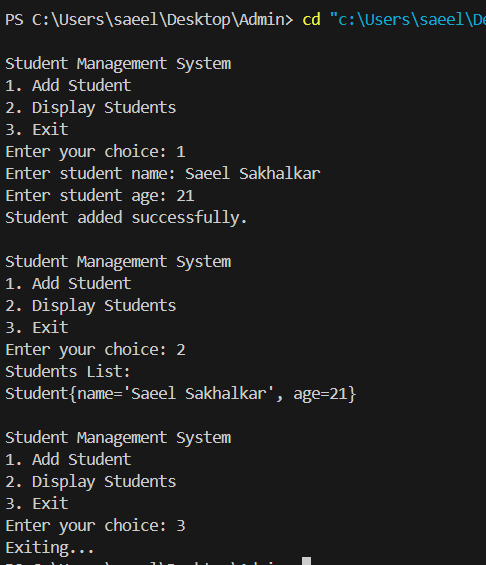 PS C:\Users\saeel\Desktop\Admin> cd "c:\Users\saeel\De
Student Management System
1. Add Student
2. Display Students
3. Exit
Enter your choice: 1
Enter student name: Saeel Sakhalkar
Enter student age: 21
Student added successfully.
Student Management System
1. Add Student
2. Display Students
3. Exit
Enter your choice: 2
Students List:
Student{name='Saeel Sakhalkar', age=21}
Student Management System
1. Add Student
2. Display Students
3. Exit
Enter your choice: 3
Exiting...